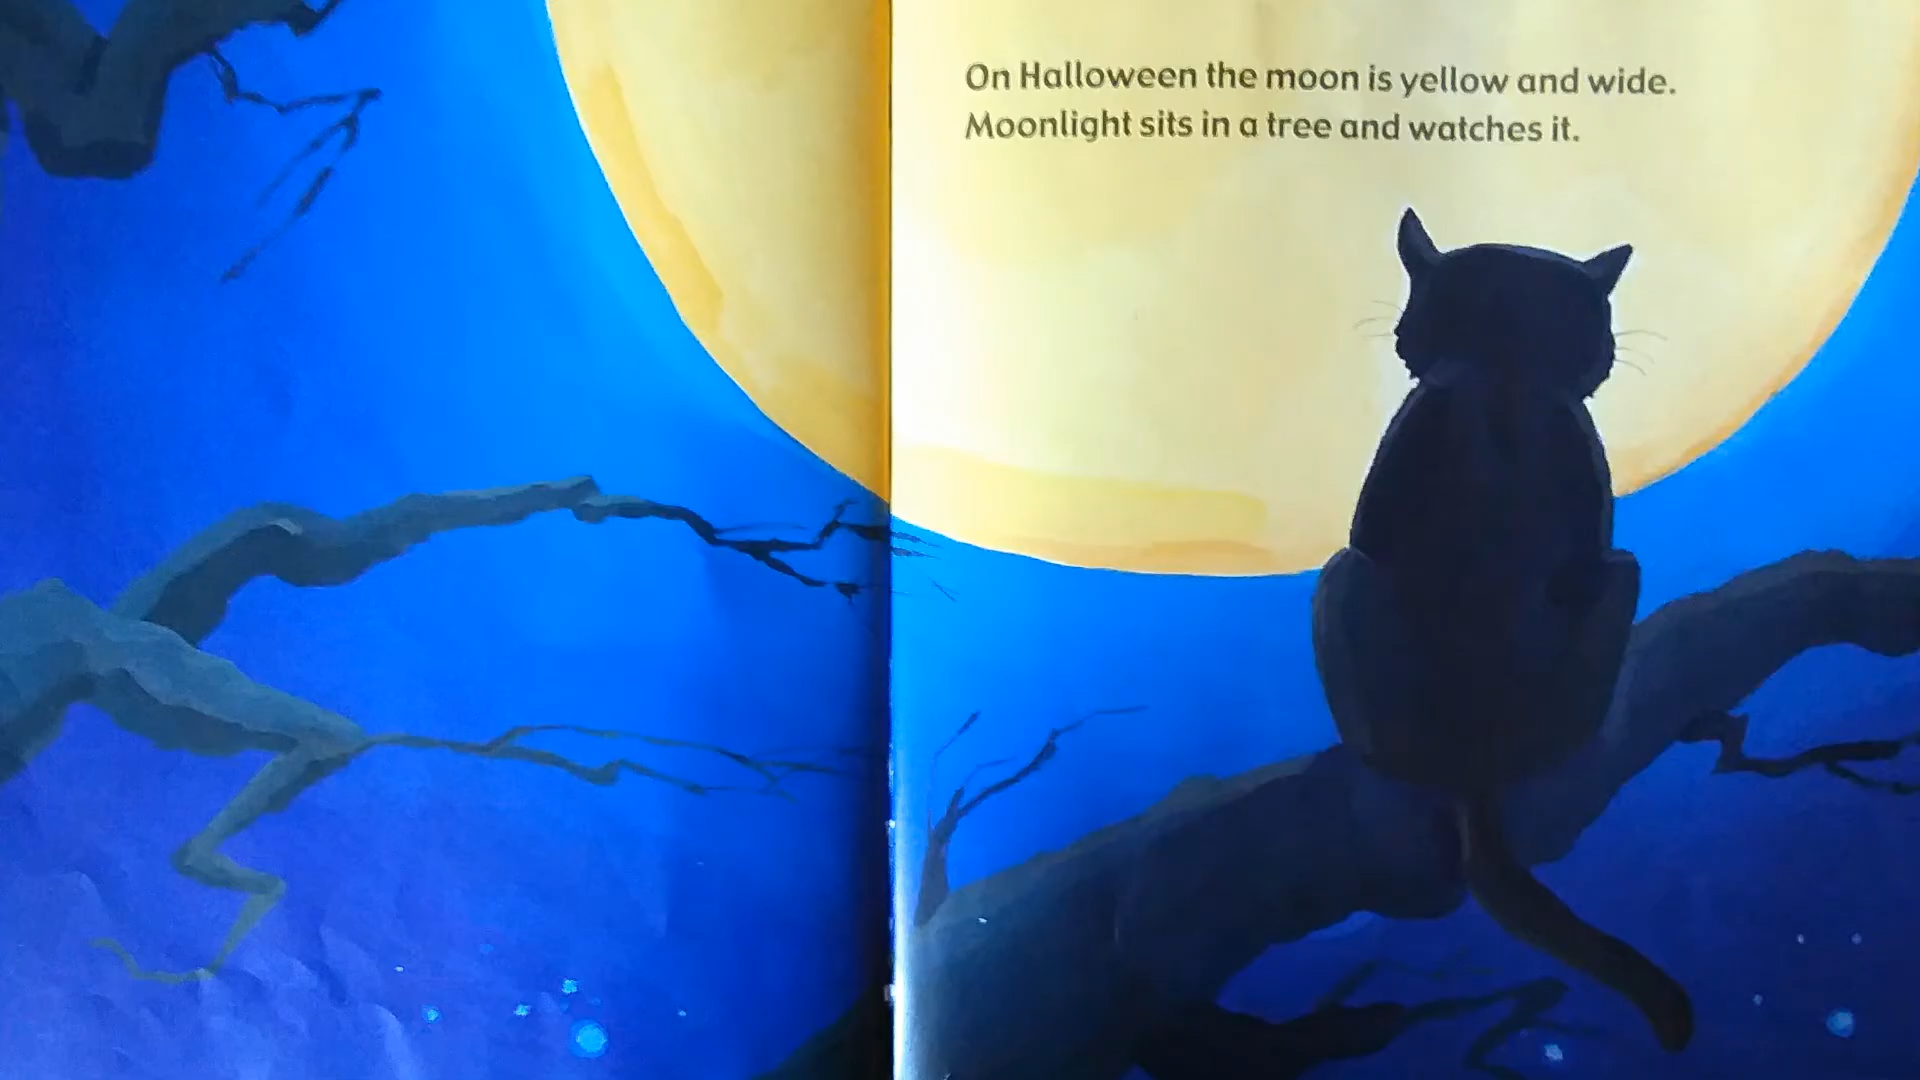 On Halloween the moon is yellow and wide.
Moonlight sits in a tree and watches it.